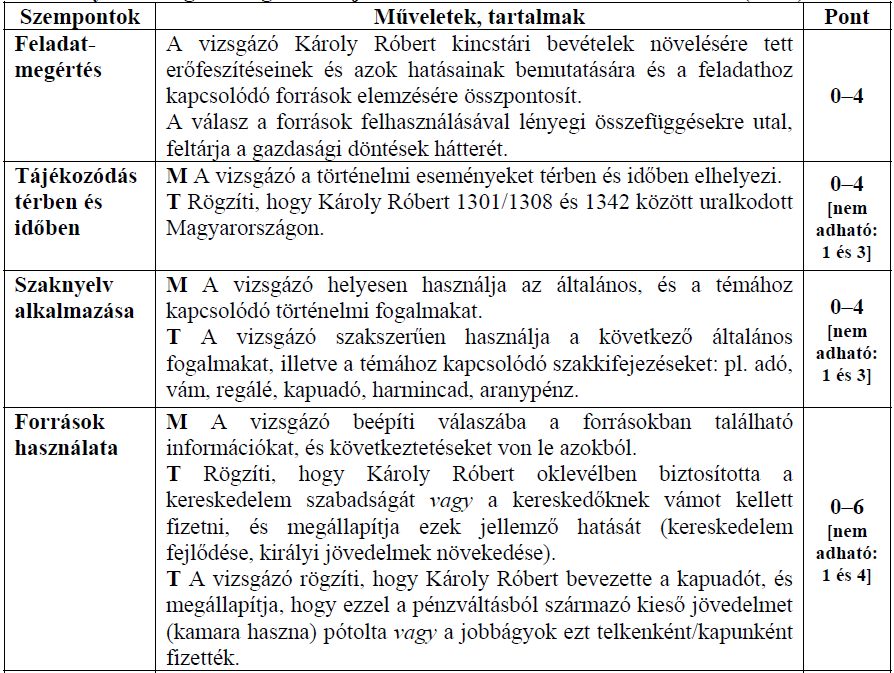 Szempontok Műveletek, tartalmak Pont
Feladat-
megértés
A vizsgázó Károly Róbert kincstári bevételek növelésére tett
erőfeszítéseinek és azok hatásainak bemutatására és a feladathoz
kapcsolódó források elemzésére összpontosít.
A válasz a források felhasználásával lényegi összefüggésekre utal,
feltárja a gazdasági döntések hátterét.
0–4
Tájékozódás
térben és
időben
M A vizsgázó a történelmi eseményeket térben és időben elhelyezi.
T Rögzíti, hogy Károly Róbert 1301/1308 és 1342 között uralkodott
Magyarországon.
0–4
[nem
adható:
1 és 3]
Szaknyelv
alkalmazása
M A vizsgázó helyesen használja az általános, és a témához
kapcsolódó történelmi fogalmakat.
T A vizsgázó szakszerűen használja a következő általános
fogalmakat, illetve a témához kapcsolódó szakkifejezéseket: pl. adó,
vám, regálé, kapuadó, harmincad, aranypénz.
0–4
[nem
adható:
1 és 3]
Források
használata
M A vizsgázó beépíti válaszába a forrásokban található
információkat, és következtetéseket von le azokból.
T Rögzíti, hogy Károly Róbert oklevélben biztosította a
kereskedelem szabadságát vagy a kereskedőknek vámot kellett
fizetni, és megállapítja ezek jellemző hatását (kereskedelem
fejlődése, királyi jövedelmek növekedése).
T A vizsgázó rögzíti, hogy Károly Róbert bevezette a kapuadót, és
megállapítja, hogy ezzel a pénzváltásból származó kieső jövedelmet
(kamara haszna) pótolta vagy a jobbágyok ezt telkenként/kapunként
fizették.
0–6
[nem
adható:
1 és 4]